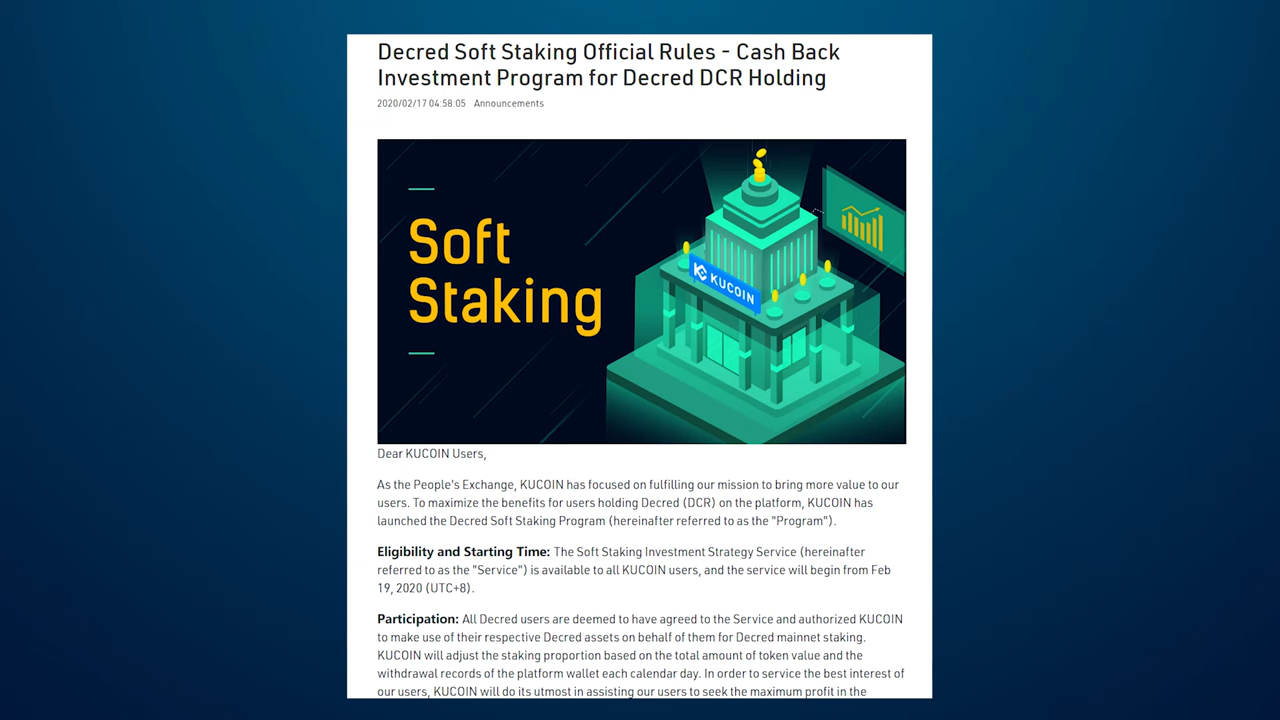 Decred Soft Staking Official Rules - Cash Back
Investment Program for Decred DCR Holding
2020/02/17 04:58:05 Announcements
Soft
Staking
KUCOIN
Dear KUCOIN Users,
As the People's Exchange, KUCOIN has focused on fulfilling our mission to bring more value to our
users. To maximize the benefits for users holding Decred (DCR) on the platform, KUCOIN has
launched the Decred Soft Staking Program (hereinafter referred to as the "Program").
Eligibility and Starting Time: The Soft Staking Investment Strategy Service (hereinafter
referred to as the "Service") is available to all KUCOIN users, and the service will begin from Feb
19, 2020 (UTC+8).
Participation: All Decred users are deemed to have agreed to the Service and authorized KUCOIN
to make use of their respective Decred assets on behalf of them for Decred mainnet staking.
KUCOIN will adjust the staking proportion based on the total amount of token value and the
withdrawal records of the platform wallet each calendar day. In order to service the best interest of
our users, KUCOIN will do its utmost in assisting our users to seek the maximum profit in the